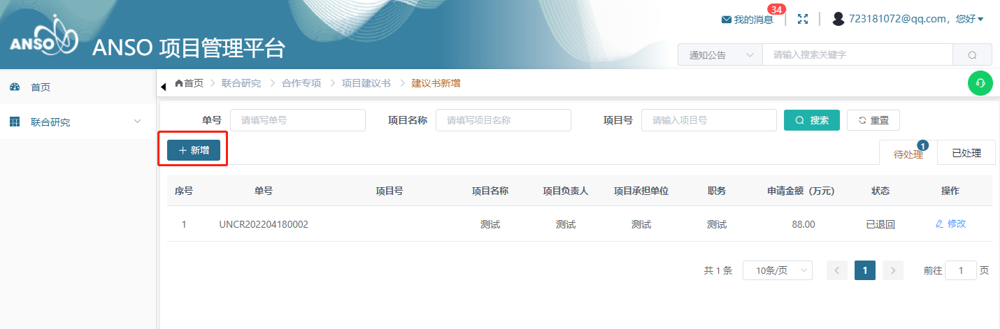 34
我的消息
723181072@qq.com，您好
ANSO
ANSO 项目管理平台
通知公告
请输入搜索关键字
首页
联合研究
首页 联合研究 合作专项 项目建议书 建议书新增
单号 请填写单号 项目名称 请填写项目名称 项目号 请输入项目号 搜索 重置
新增
待处理 1 已处理
序号 单号 项目号 项目名称 项目负责人 项目承担单位 职务 申请金额（万元） 状态 操作
1 UNCR202204180002 测试 测试 测试 测试 88.00 已退回 修改
共 1 条 10条/页 1 前往 1 页